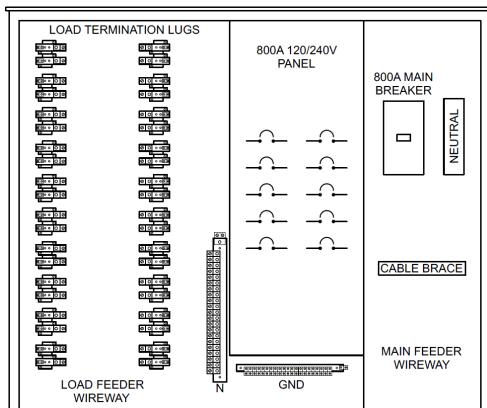 LOAD TERMINATION LUGS
800A 120/240V
PANEL
800A MAIN
BREAKER
NEUTRAL
CABLE BRACE
MAIN FEEDER
WIREWAY
LOAD FEEDER
WIREWAY
N
GND